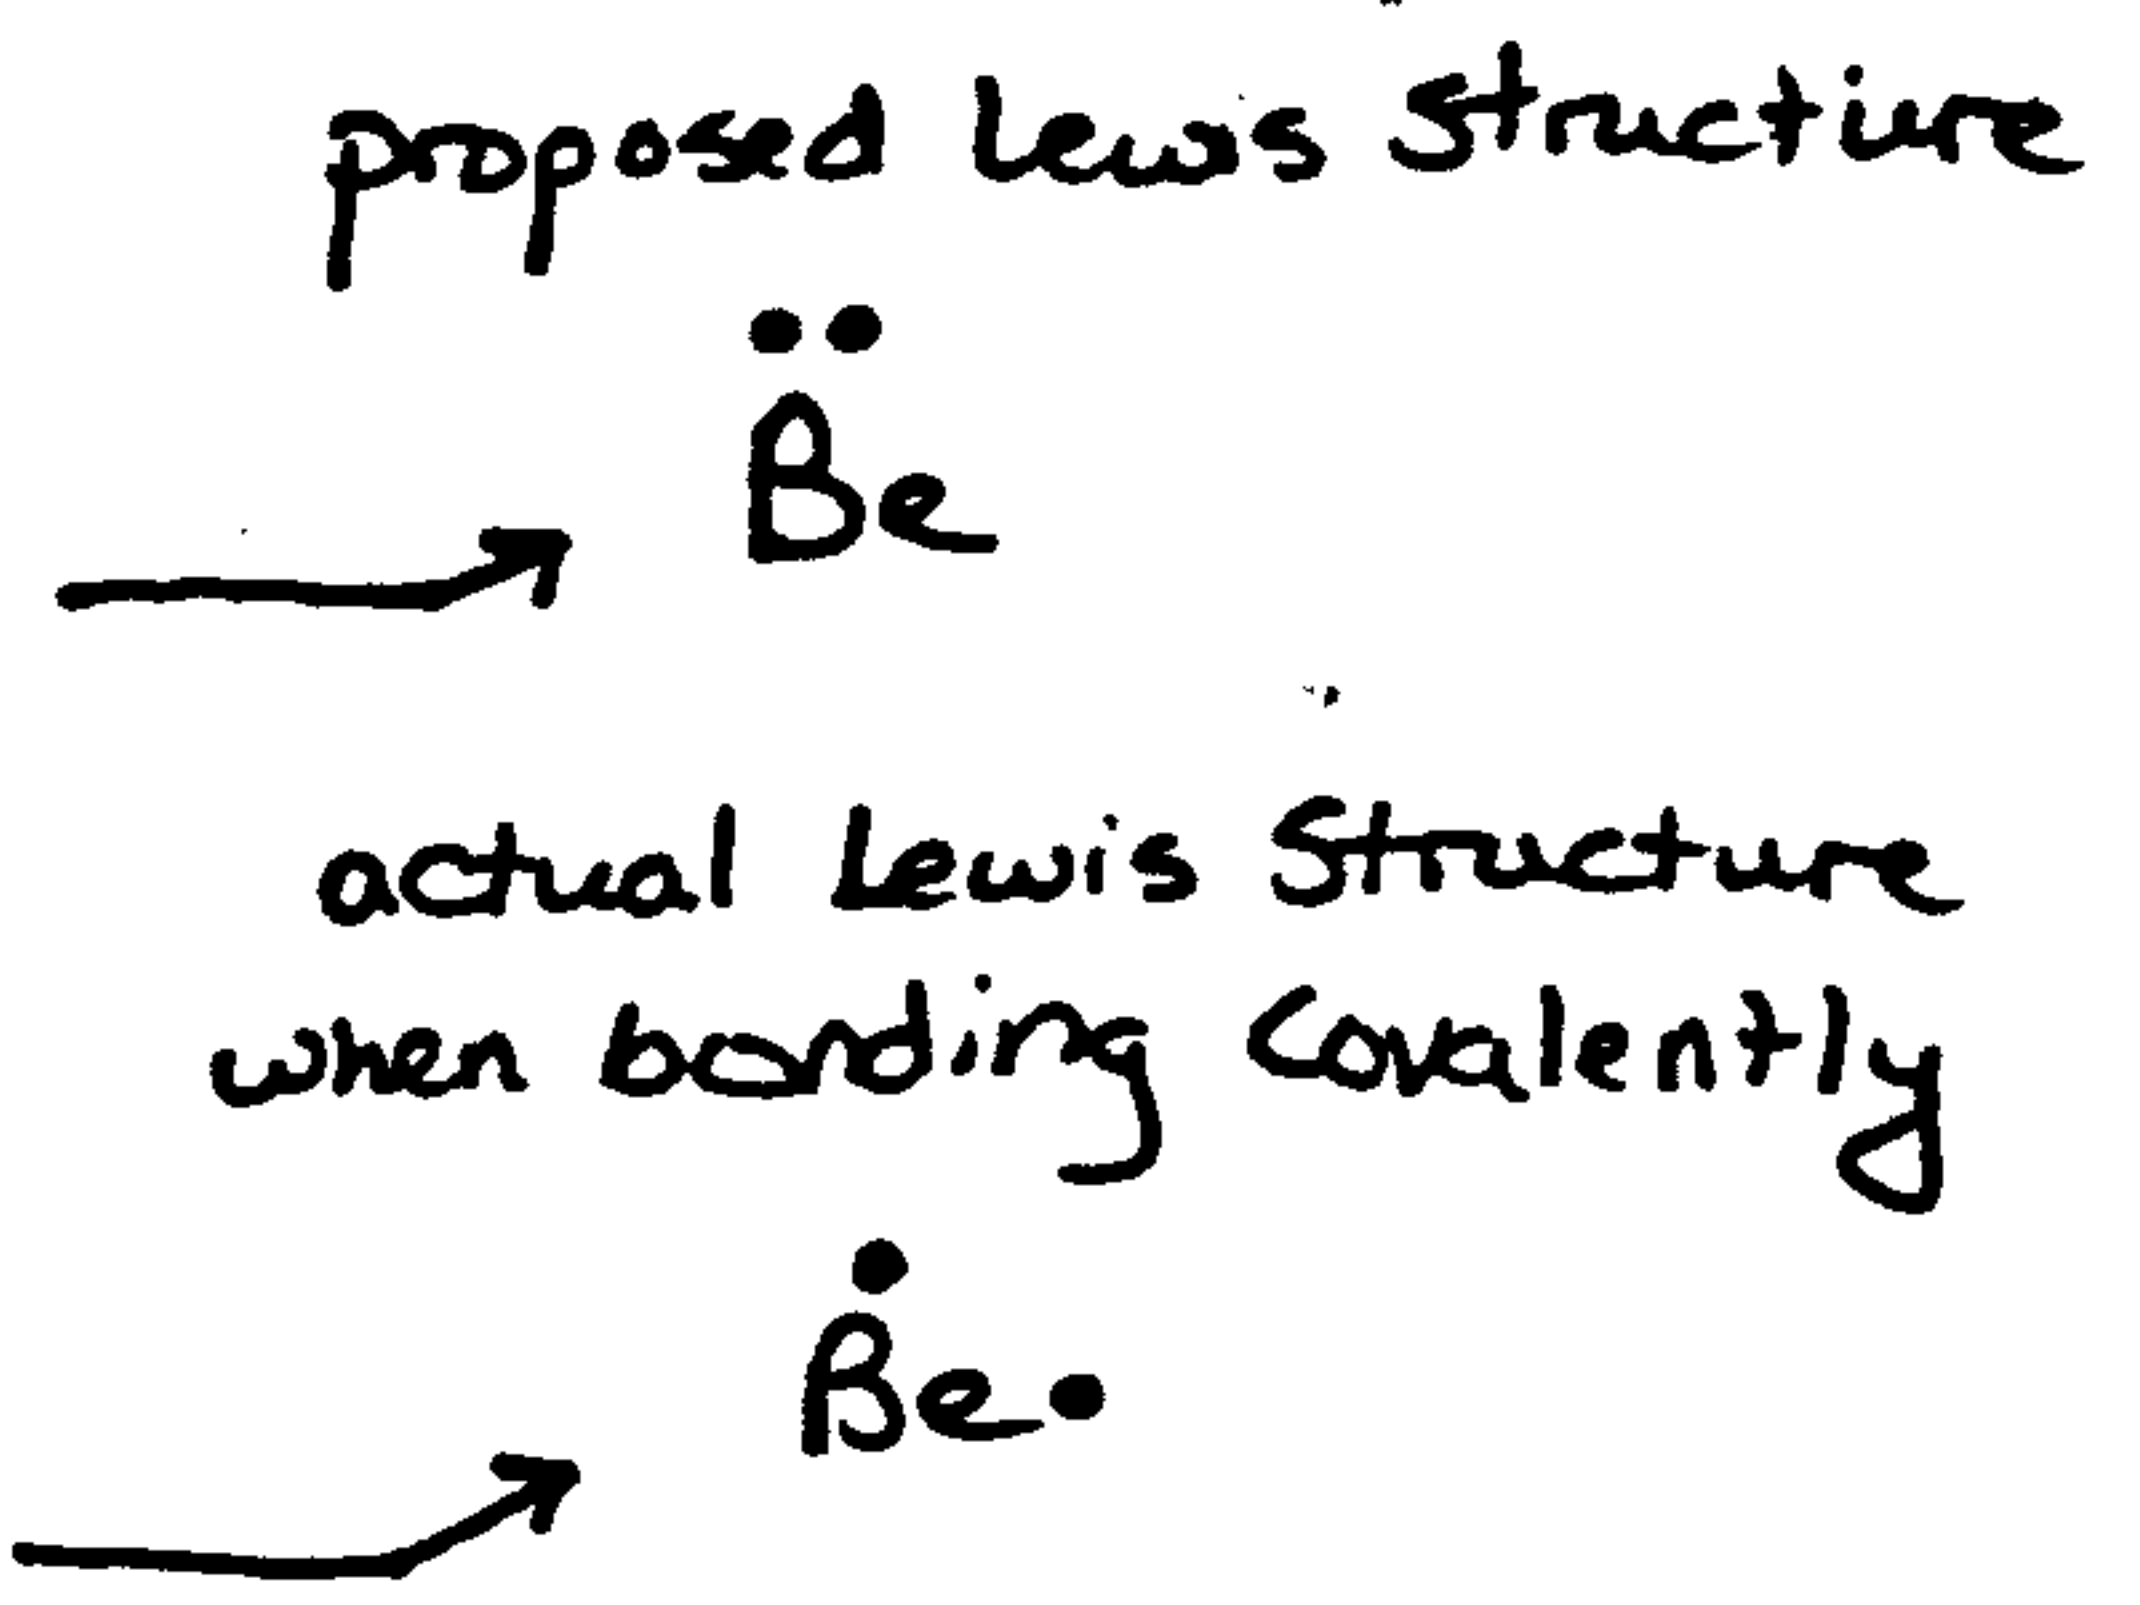 proposed Lewis Structure
Be
actual Lewis Structure
when bonding Covalently
Be